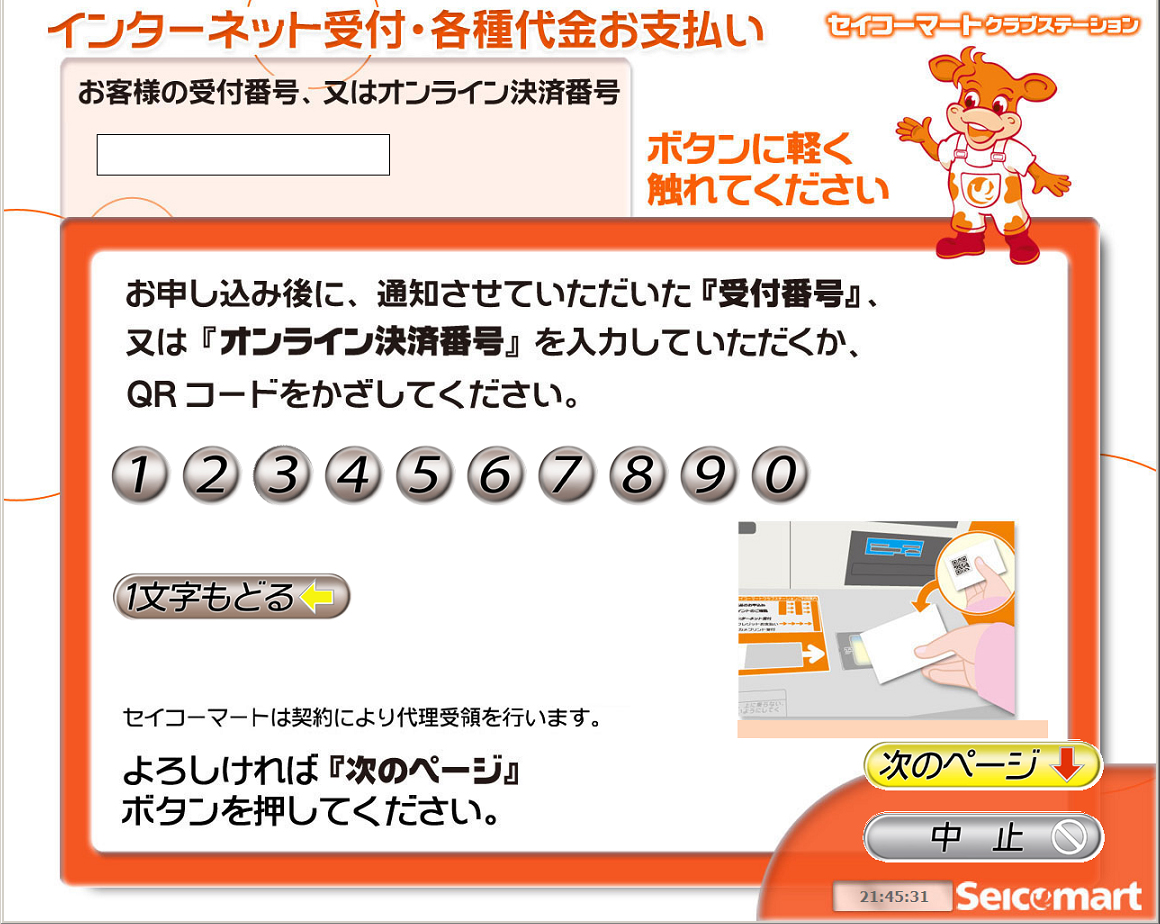 インターネット受付・各種代金お支払い
セイコーマートクラブステーション
お客様の受付番号、又はオンライン決済番号
ボタンに軽く
触れてください
お申し込み後に、通知させていただいた『受付番号』、
又は『オンライン決済番号』を入力していただくか、
QRコードをかざしてください。
1 2 3 4 5 6 7 8 9 0
1文字もどる
セイコーマートは契約により代理受領を行います。
よろしければ『次のページ』
ボタンを押してください。
次のページ
中 止
21:45:31
Seicomart